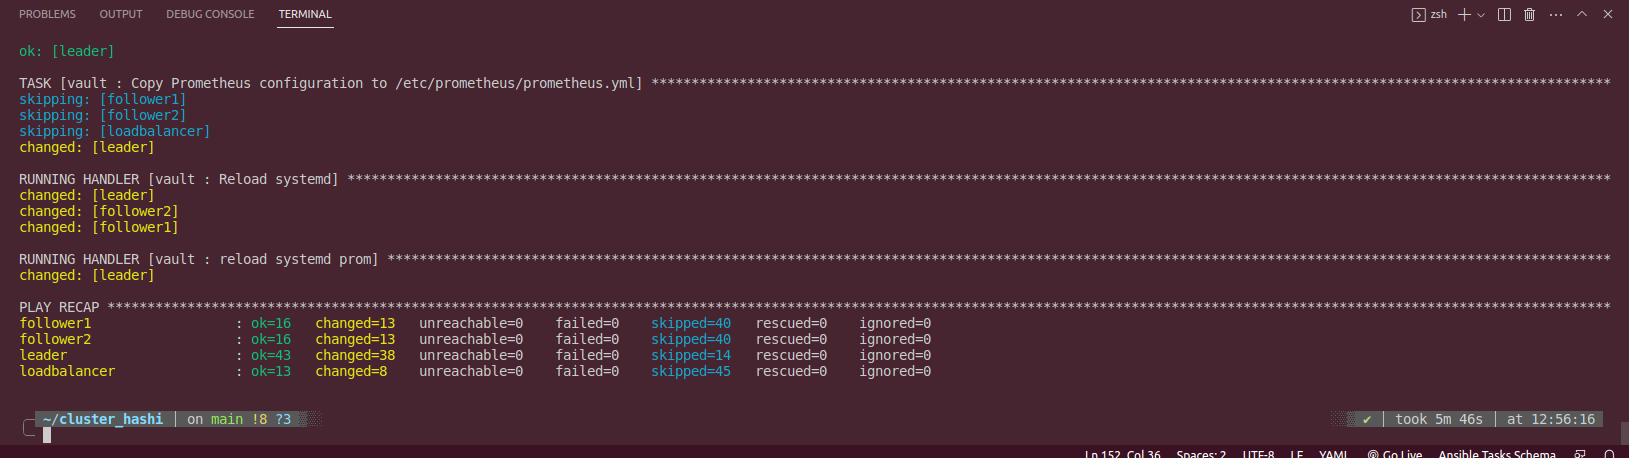 PROBLEMS OUTPUT DEBUG CONSOLE TERMINAL zsh
ok: [leader]
TASK [vault : Copy Prometheus configuration to /etc/prometheus/prometheus.yml] ************************************************************************************************************************
skipping: [follower1]
skipping: [follower2]
skipping: [loadbalancer]
changed: [leader]
RUNNING HANDLER [vault : Reload systemd] **************************************************************************************************************************************************************
changed: [leader]
changed: [follower2]
changed: [follower1]
RUNNING HANDLER [vault : reload systemd prom] *********************************************************************************************************************************************************
changed: [leader]
PLAY RECAP ********************************************************************************************************************************************************************************************
follower1 : ok=16 changed=13 unreachable=0 failed=0 skipped=40 rescued=0 ignored=0
follower2 : ok=16 changed=13 unreachable=0 failed=0 skipped=40 rescued=0 ignored=0
leader : ok=43 changed=38 unreachable=0 failed=0 skipped=14 rescued=0 ignored=0
loadbalancer : ok=13 changed=8 unreachable=0 failed=0 skipped=45 rescued=0 ignored=0
~/cluster_hashi | on main !8 ?3 ✔ | took 5m 46s | at 12:56:16
Ln 152, Col 36 Spaces: 2 UTF-8 LF YAML Go Live Ansible Tasks Schema